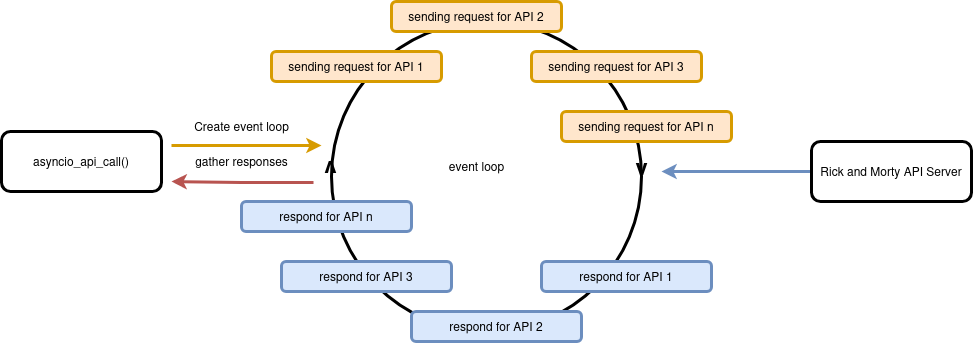 sending request for API 2
sending request for API 1
sending request for API 3
Create event loop
sending request for API n
asyncio_api_call()
gather responses
event loop
Rick and Morty API Server
respond for API n
respond for API 3
respond for API 1
respond for API 2